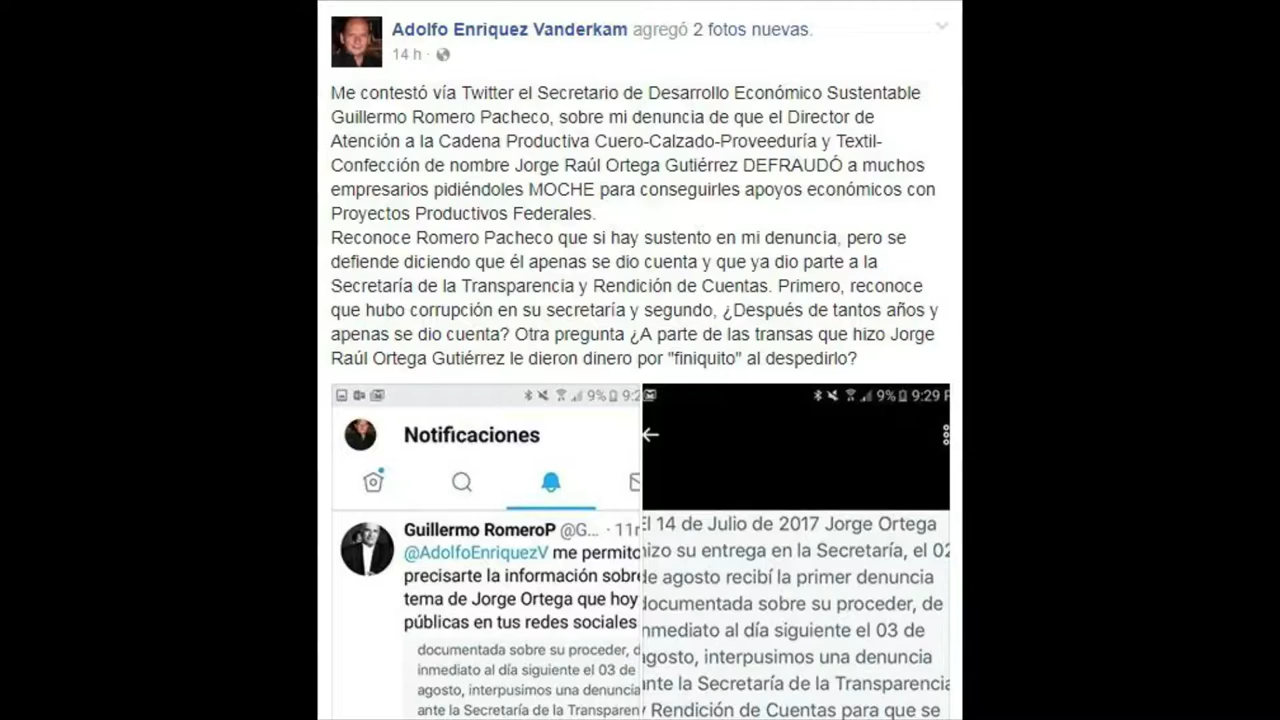 Adolfo Enriquez Vanderkam agregó 2 fotos nuevas.
14 h ·
Me contestó vía Twitter el Secretario de Desarrollo Económico Sustentable
Guillermo Romero Pacheco, sobre mi denuncia de que el Director de
Atención a la Cadena Productiva Cuero-Calzado-Proveeduría y Textil-
Confección de nombre Jorge Raúl Ortega Gutiérrez DEFRAUDÓ a muchos
empresarios pidiéndoles MOCHE para conseguirles apoyos económicos con
Proyectos Productivos Federales.
Reconoce Romero Pacheco que si hay sustento en mi denuncia, pero se
defiende diciendo que él apenas se dio cuenta y que ya dio parte a la
Secretaría de la Transparencia y Rendición de Cuentas. Primero, reconoce
que hubo corrupción en su secretaría y segundo, ¿Después de tantos años y
apenas se dio cuenta? Otra pregunta ¿A parte de las transas que hizo Jorge
Raúl Ortega Gutiérrez le dieron dinero por "finiquito" al despedirlo?
9% 9:2
Notificaciones
Guillermo RomeroP @G... · 11
@AdolfoEnriquezV me permito
precisarte la información sobre
tema de Jorge Ortega que hoy
públicas en tus redes sociales
documentada sobre su proceder, d
inmediato al día siguiente el 03 de
agosto, interpusimos una denuncia
ante la Secretaría de la Transparen
9% 9:29
El 14 de Julio de 2017 Jorge Ortega
hizo su entrega en la Secretaría, el 02
de agosto recibí la primer denuncia
documentada sobre su proceder, de
inmediato al día siguiente el 03 de
agosto, interpusimos una denuncia
ante la Secretaría de la Transparencia
y Rendición de Cuentas para que se